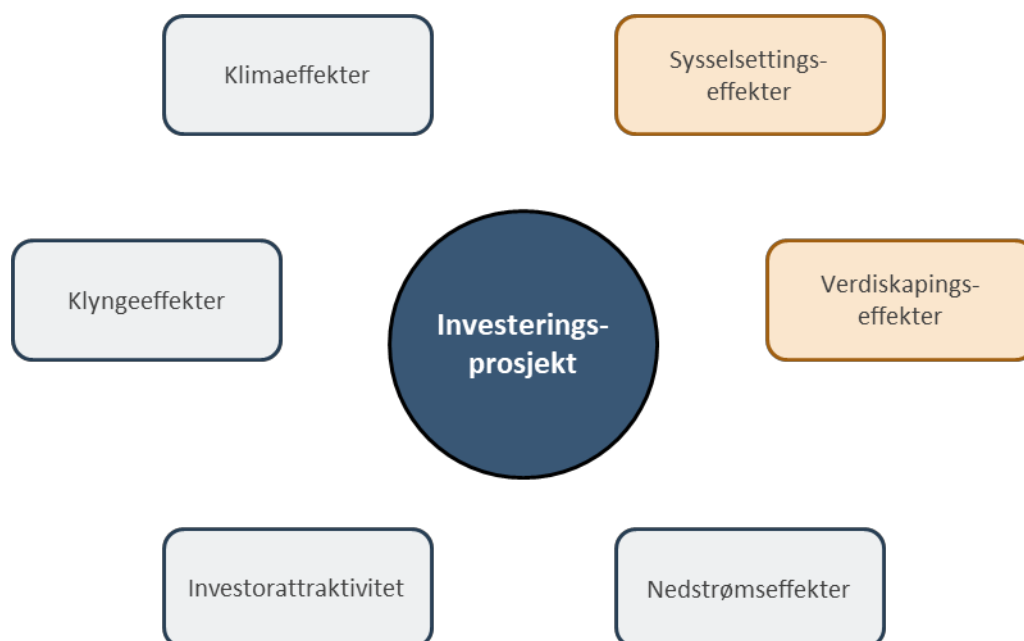 Klimaeffekter
Sysselsettings-
effekter
Klyngeeffekter
Verdiskapings-
effekter
Investerings-
prosjekt
Investorattraktivitet
Nedstrømseffekter